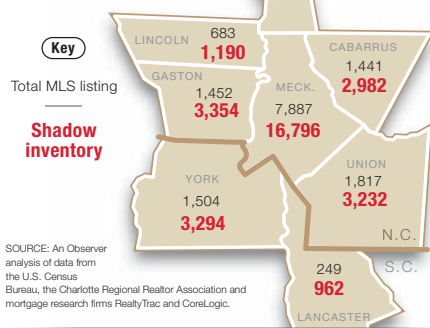 Key
Total MLS listing
Shadow
inventory
LINCOLN
683
1,190
CABARRUS
1,441
2,982
GASTON
1,452
3,354
MECK.
7,887
16,796
UNION
1,817
3,232
YORK
1,504
3,294
N.C.
S.C.
249
962
LANCASTER
SOURCE: An Observer
analysis of data from
the U.S. Census
Bureau, the Charlotte Regional Realtor Association and
mortgage research firms RealtyTrac and CoreLogic.